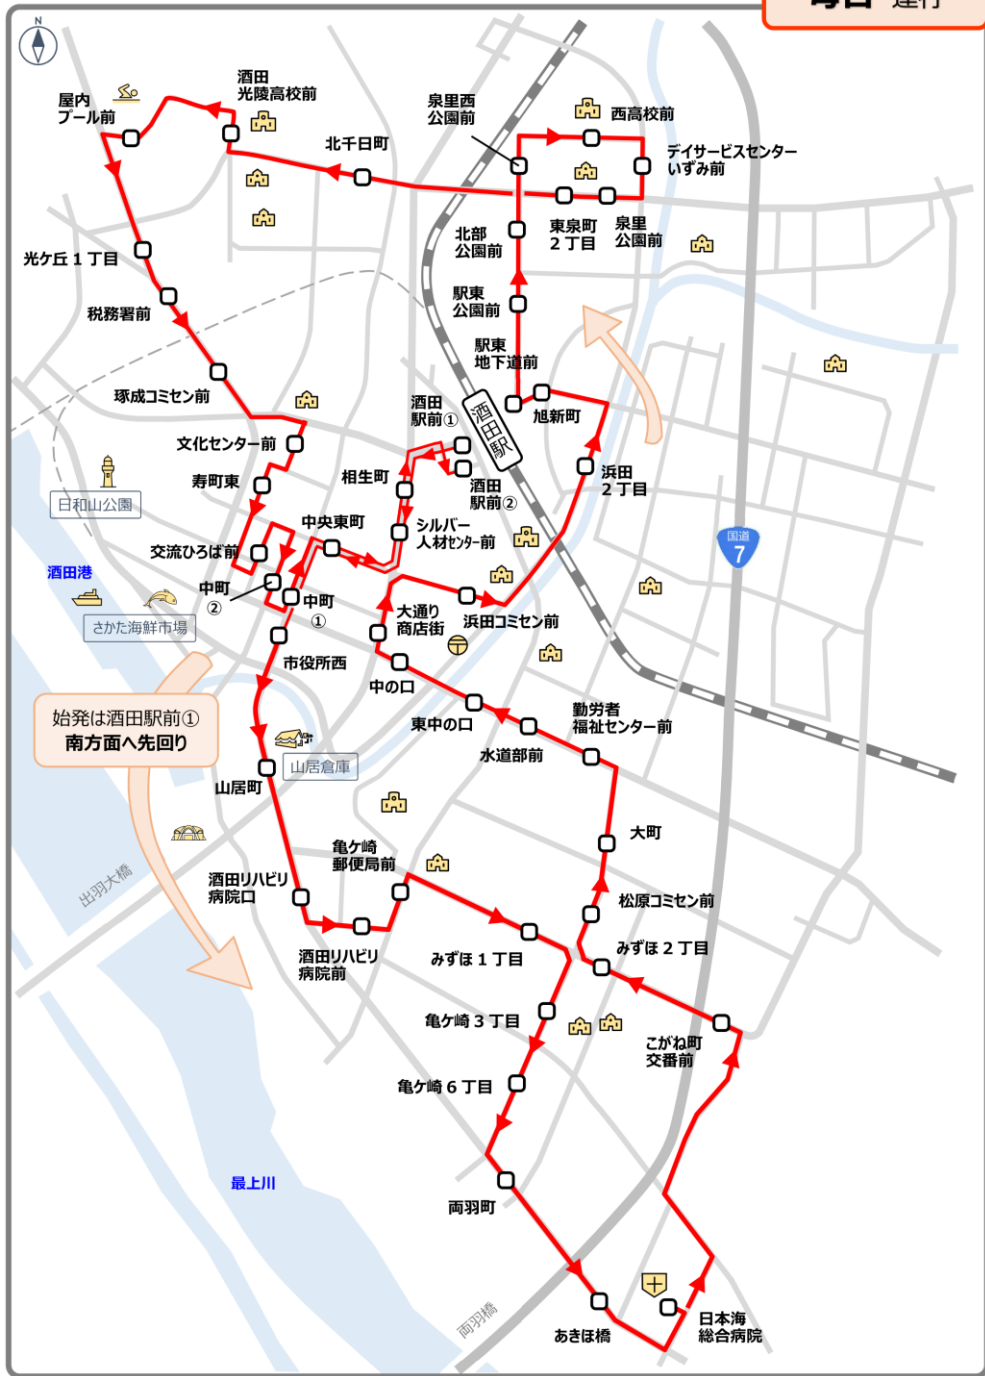 毎日 運行
N
酒田
光陵高校前
屋内
プール前
北千日町
泉里西
公園前
西高校前
デイサービスセンター
いずみ前
東泉町
2丁目
泉里
公園前
北部
公園前
光ケ丘1丁目
税務署前
駅東
公園前
駅東
地下道前
琢成コミセン前
酒田
駅前①
酒田駅
旭新町
文化センター前
相生町
酒田
駅前②
浜田
2丁目
寿町東
日和山公園
中央東町
シルバー
人材センター前
国道
7
交流ひろば前
酒田港
中町
②
中町
①
大通り
商店街
浜田コミセン前
さかた海鮮市場
市役所西
中の口
始発は酒田駅前①
南方面へ先回り
東中の口
勤労者
福祉センター前
水道部前
山居倉庫
山居町
大町
亀ケ崎
郵便局前
出羽大橋
酒田リハビリ
病院口
松原コミセン前
酒田リハビリ
病院前
みずほ1丁目
みずほ2丁目
亀ケ崎3丁目
こがね町
交番前
亀ケ崎6丁目
最上川
両羽町
両羽橋
あきほ橋
日本海
総合病院